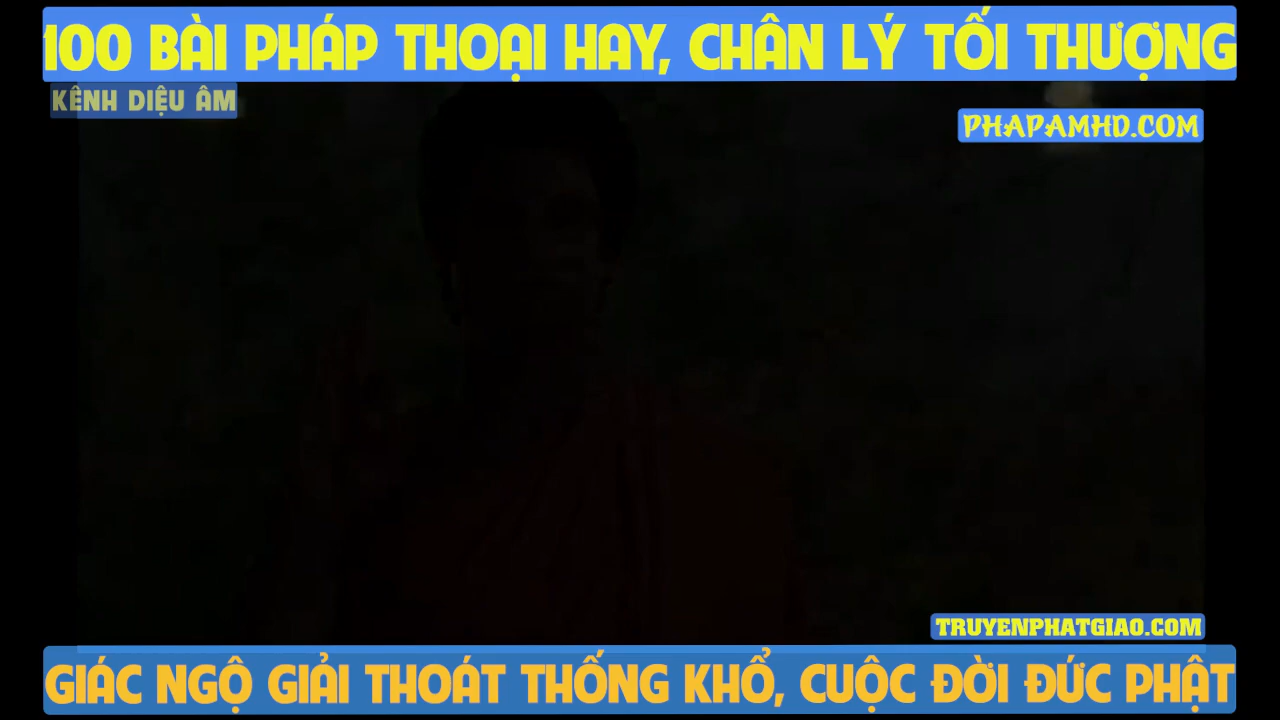 100 BÀI PHÁP THOẠI HAY, CHÂN LÝ TỐI THƯỢNG
KÊNH DIỆU ÂM
PHAPAMHD.COM
TRUYENPHATGIAO.COM
GIÁC NGỘ GIẢI THOÁT THỐNG KHỔ, CUỘC ĐỜI ĐỨC PHẬT